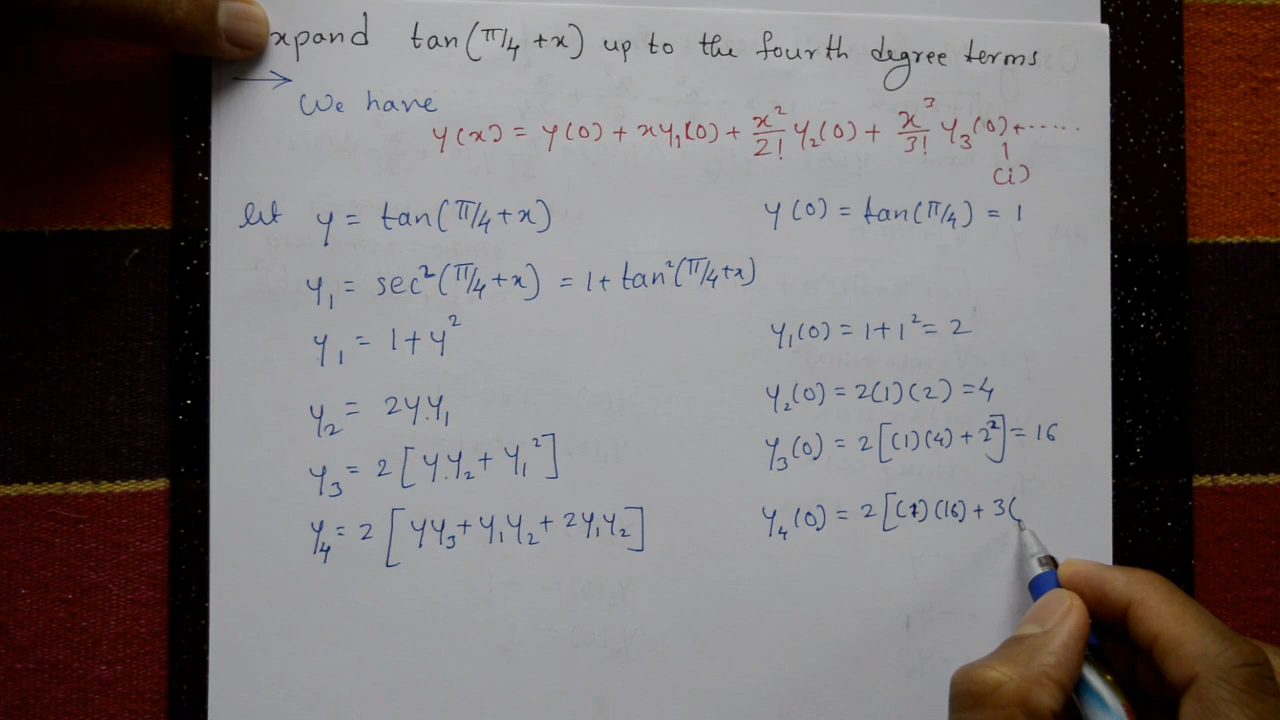 xpand tan(π/4 + x) up to the fourth degree terms
→ We have
y(x) = y(0) + xy₁(0) + x²/2! y₂(0) + x³/3! y₃(0) + ......
(i)
let y = tan(π/4 + x) y(0) = tan(π/4) = 1
y₁ = sec²(π/4 + x) = 1 + tan²(π/4 + x)
y₁ = 1 + y² y₁(0) = 1 + 1² = 2
y₂ = 2y.y₁ y₂(0) = 2(1)(2) = 4
y₃ = 2[y.y₂ + y₁²] y₃(0) = 2[(1)(4) + 2²] = 16
y₄ = 2[yy₃ + y₁y₂ + 2y₁y₂] y₄(0) = 2[(1)(16) + 3(